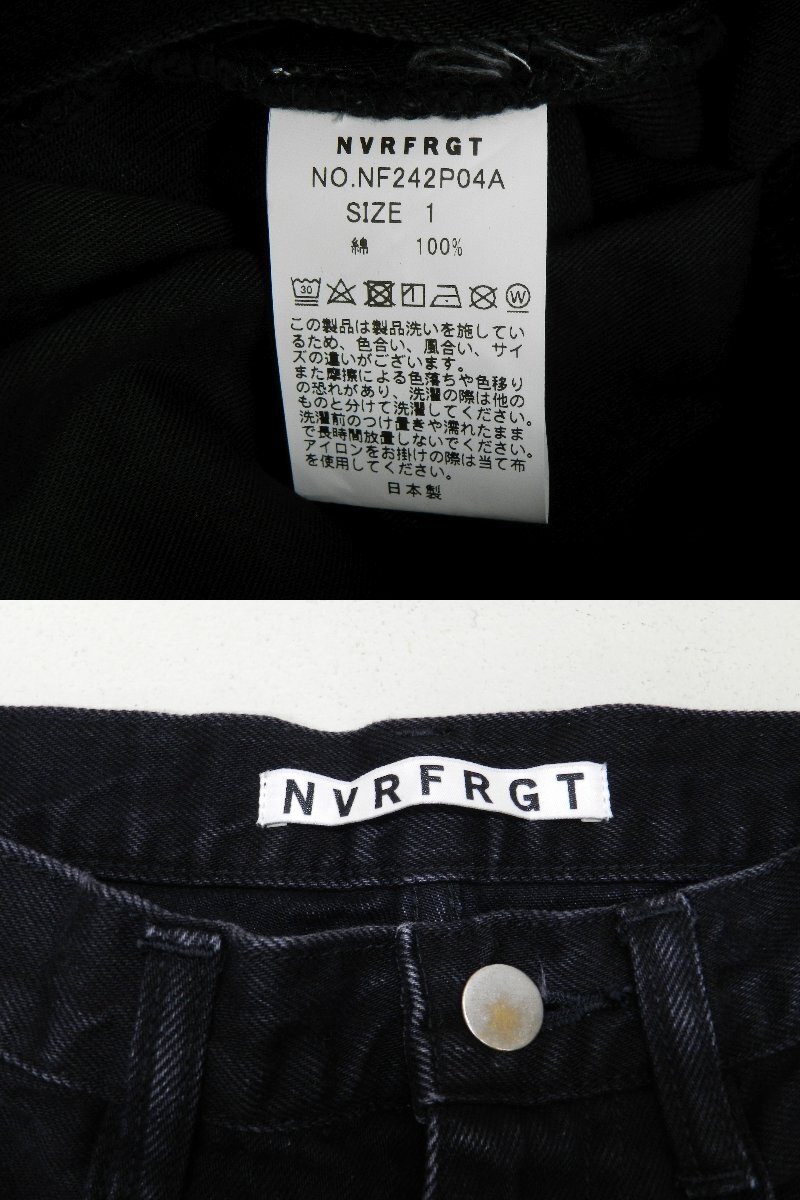 NVRFRGT
NO.NF242P04A
SIZE 1
綿 100%
30 W
この製品は製品洗いを施してい
るため、色合い、風合い、サイ
ズの違いがございます。
また摩擦による色落ちや色移り
の恐れがあり、洗濯の際は他の
ものと分けて洗濯してください。
洗濯前のつけ置きや濡れたまま
で長時間放置しないでください。
アイロンをお掛けの際は当て布
を使用してください。
日本製
NVRFRGT